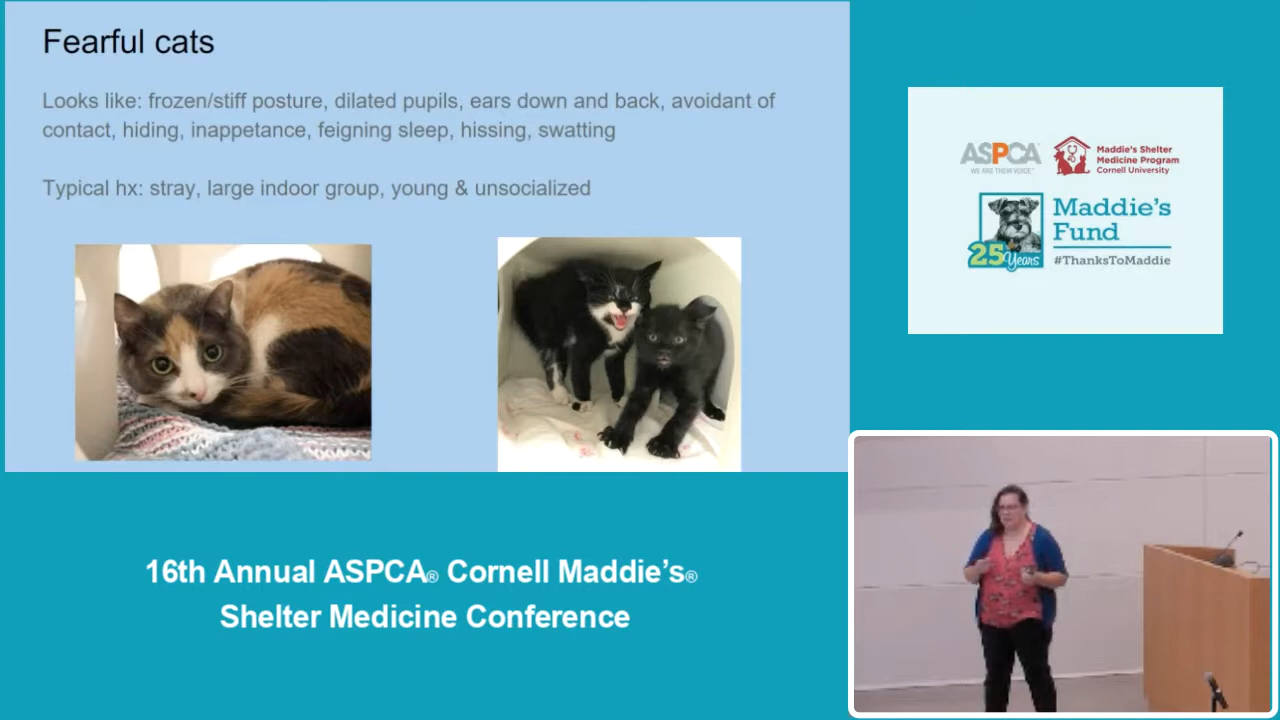 Fearful cats
Looks like: frozen/stiff posture, dilated pupils, ears down and back, avoidant of
contact, hiding, inappetance, feigning sleep, hissing, swatting
Typical hx: stray, large indoor group, young & unsocialized
ASPCA
WE ARE THEIR VOICE
Maddie's Shelter
Medicine Program
Cornell University
Maddie's
Fund
25 Years
#ThanksToMaddie
16th Annual ASPCA® Cornell Maddie's®
Shelter Medicine Conference